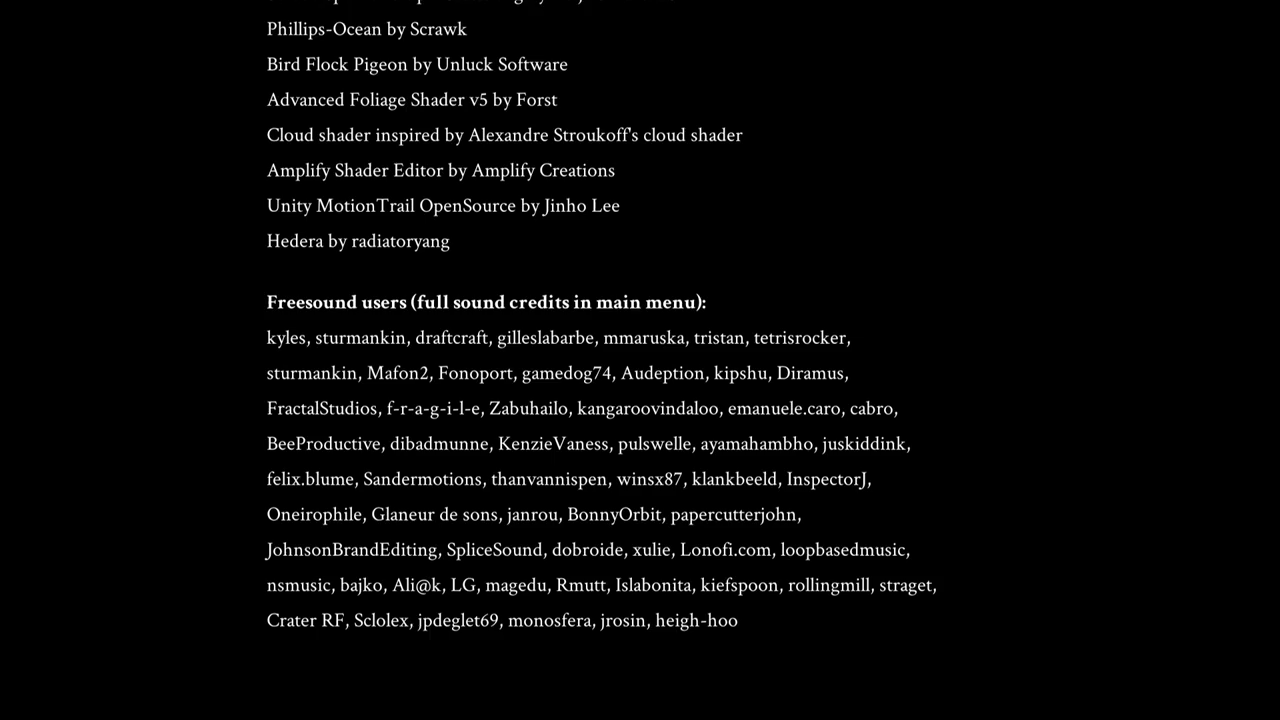 Phillips-Ocean by Scrawk
Bird Flock Pigeon by Unluck Software
Advanced Foliage Shader v5 by Forst
Cloud shader inspired by Alexandre Stroukoff's cloud shader
Amplify Shader Editor by Amplify Creations
Unity MotionTrail OpenSource by Jinho Lee
Hedera by radiatoryang
Freesound users (full sound credits in main menu):
kyles, sturmankin, draftcraft, gilleslabarbe, mmaruska, tristan, tetrisrocker,
sturmankin, Mafon2, Fonoport, gamedog74, Audeption, kipshu, Diramus,
FractalStudios, f-r-a-g-i-l-e, Zabuhailo, kangaroovindaloo, emanuele.caro, cabro,
BeeProductive, dibadmunne, KenzieVaness, pulswelle, ayamahambho, juskiddink,
felix.blume, Sandermotions, thanvannispen, winsx87, klankbeeld, InspectorJ,
Oneirophile, Glaneur de sons, janrou, BonnyOrbit, papercutterjohn,
JohnsonBrandEditing, SpliceSound, dobroide, xulie, Lonofi.com, loopbasedmusic,
nsmusic, bajko, Ali@k, LG, magedu, Rmutt, Islabonita, kiefspoon, rollingmill, straget,
Crater RF, Sclolex, jpdeglet69, monosfera, jrosin, heigh-hoo